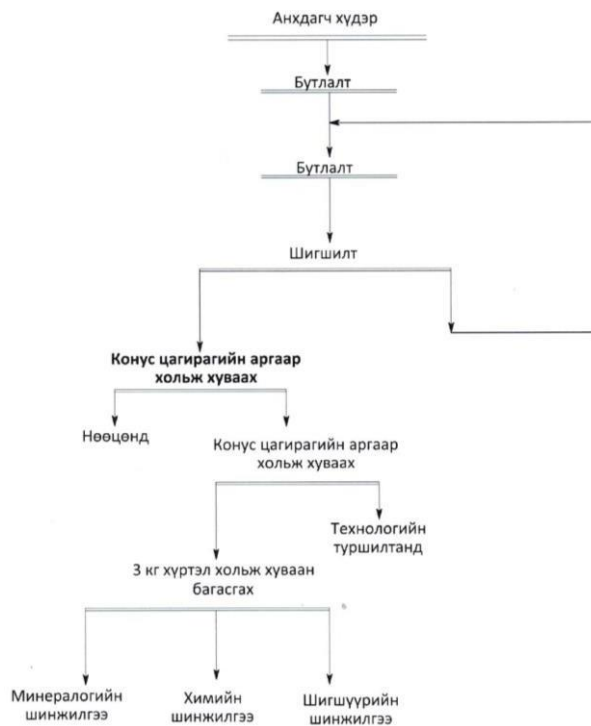 Анхдагч хүдэр
Бутлалт
Бутлалт
Шигшилт
Конус цагирагийн аргаар
хольж хуваах
Нөөцөнд
Конус цагирагийн аргаар
хольж хуваах
Технологийн
туршилтанд
3 кг хүртэл хольж хуваан
багасгах
Минералогийн
шинжилгээ
Химийн
шинжилгээ
Шигшүүрийн
шинжилгээ